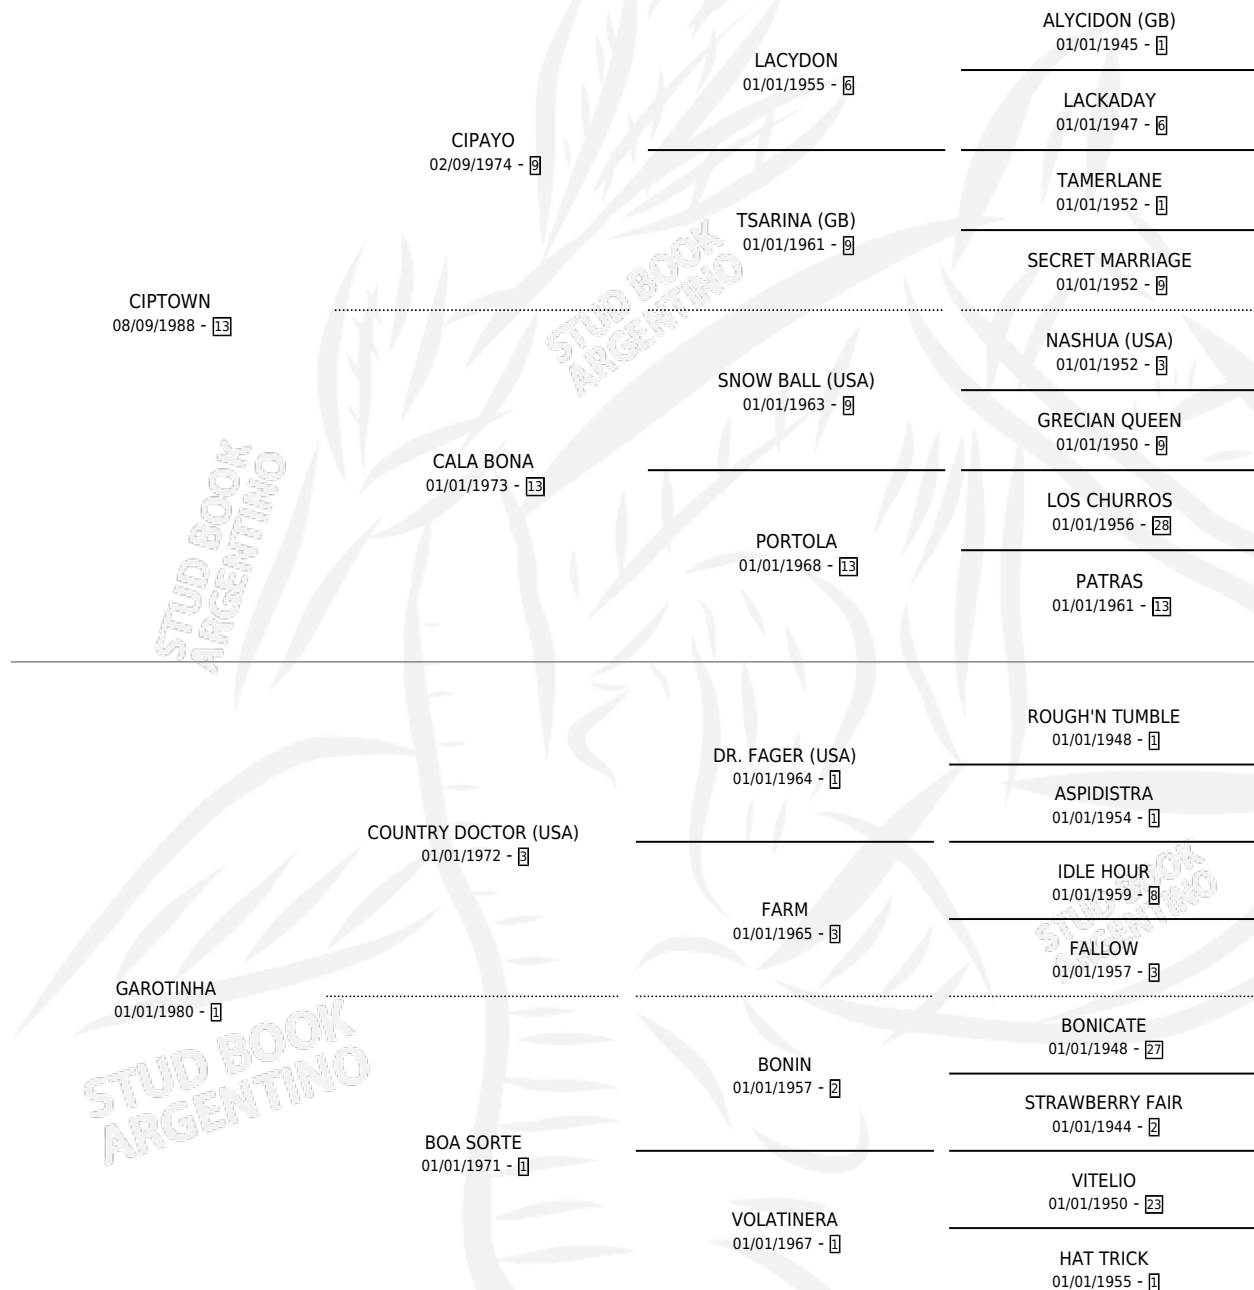 ALYCIDON (GB)
01/01/1945 - 1
LACYDON
01/01/1955 - 6
LACKADAY
01/01/1947 - 6
CIPAYO
02/09/1974 - 9
TAMERLANE
01/01/1952 - 1
TSARINA (GB)
01/01/1961 - 9
SECRET MARRIAGE
01/01/1952 - 9
CIPTOWN
08/09/1988 - 13
NASHUA (USA)
01/01/1952 - 3
SNOW BALL (USA)
01/01/1963 - 9
GRECIAN QUEEN
01/01/1950 - 9
CALA BONA
01/01/1973 - 13
LOS CHURROS
01/01/1956 - 28
PORTOLA
01/01/1968 - 13
PATRAS
01/01/1961 - 13
STUD BOOK
ARGENTINO
STUD BOOK
ARGENTINO
ROUGH'N TUMBLE
01/01/1948 - 1
DR. FAGER (USA)
01/01/1964 - 1
ASPIDISTRA
01/01/1954 - 1
COUNTRY DOCTOR (USA)
01/01/1972 - 3
IDLE HOUR
01/01/1959 - 8
FARM
01/01/1965 - 3
FALLOW
01/01/1957 - 3
GAROTINHA
01/01/1980 - 1
BONICATE
01/01/1948 - 27
BONIN
01/01/1957 - 2
STRAWBERRY FAIR
01/01/1944 - 2
BOA SORTE
01/01/1971 - 1
VITELIO
01/01/1950 - 23
VOLATINERA
01/01/1967 - 1
HAT TRICK
01/01/1955 - 1
STUD BOOK
ARGENTINO
STUD BOOK
ARGENTINO